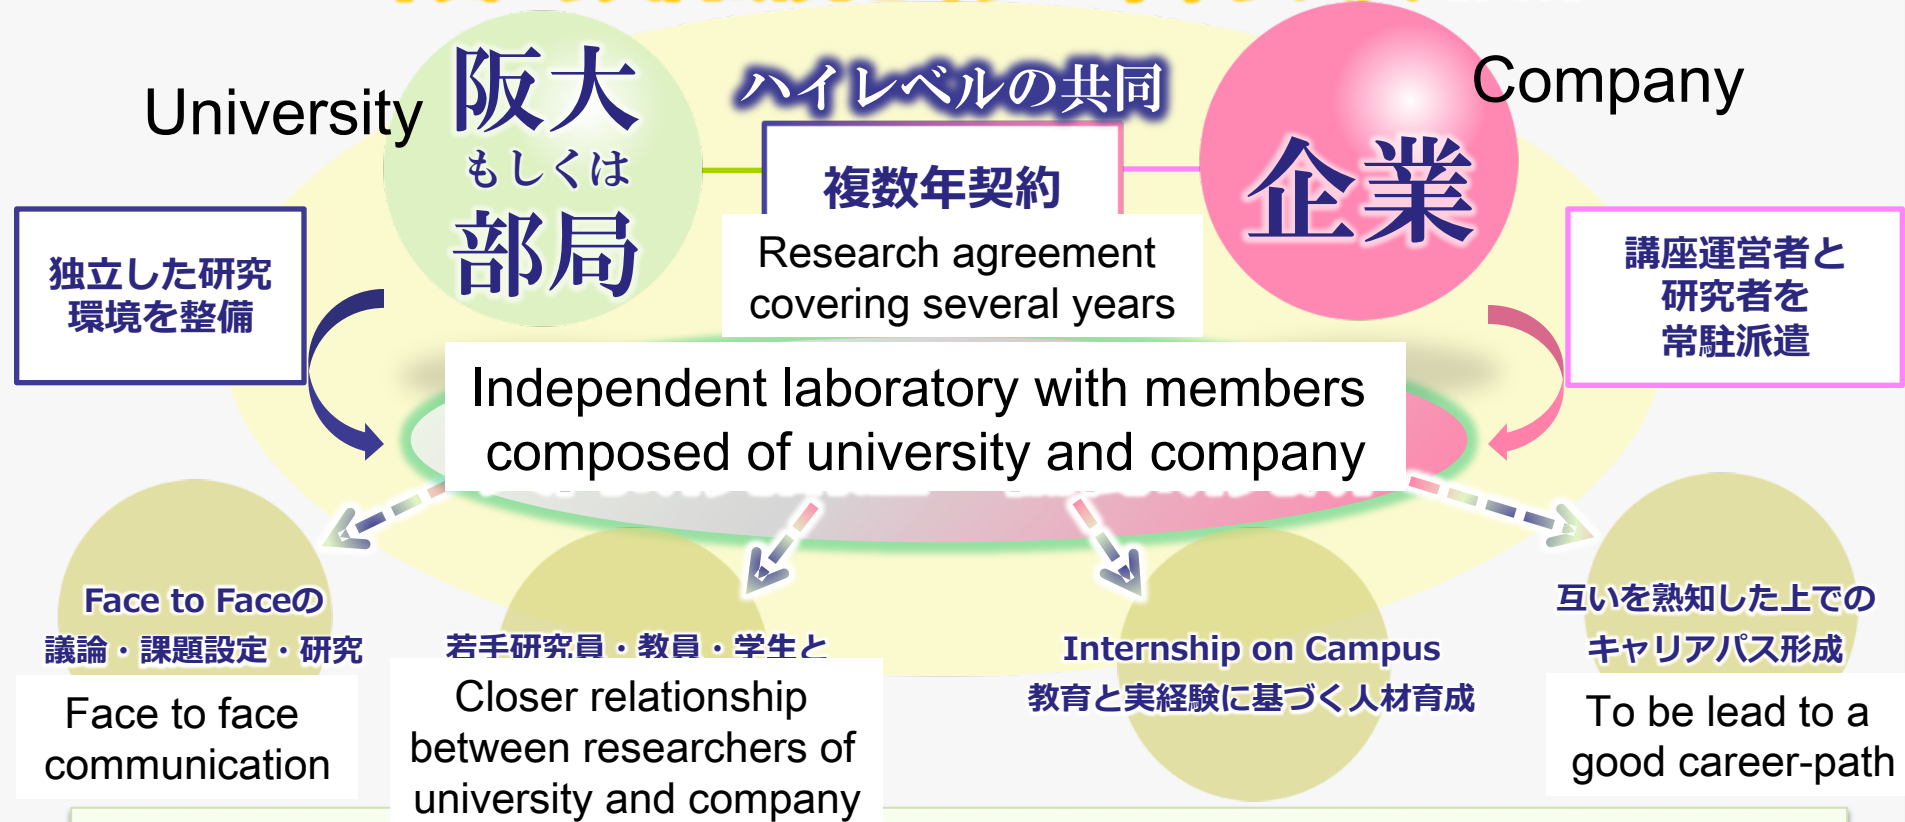 University
阪大
もしくは
部局
ハイレベルの共同
Company
企業
複数年契約
Research agreement
covering several years
独立した研究
環境を整備
講座運営者と
研究者を
常駐派遣
Independent laboratory with members
composed of university and company
Face to Faceの
議論・課題設定・研究
Face to face
communication
若手研究員・教員・学生と
Closer relationship
between researchers of
university and company
Internship on Campus
教育と実経験に基づく人材育成
互いを熟知した上での
キャリアパス形成
To be lead to a
good career-path